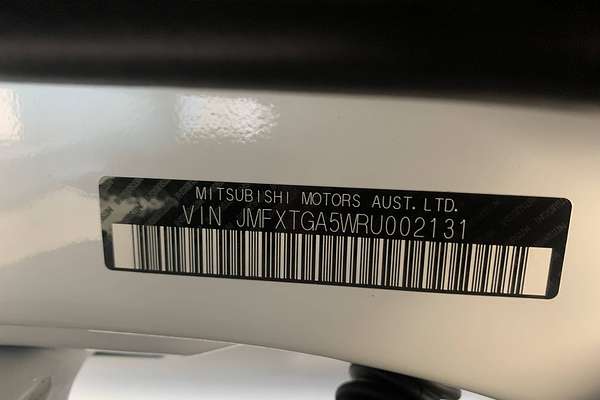 MITSUBISHI MOTORS AUST. LTD.
VIN JMFXTGA5WRU002131